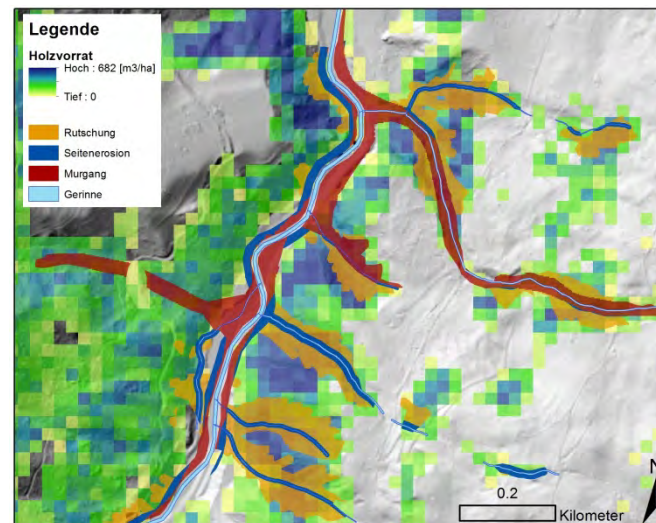 Legende
Holzvorrat
Hoch : 682 [m3/ha]
Tief : 0
Rutschung
Seitenerosion
Murgang
Gerinne
N
0.2
Kilometer